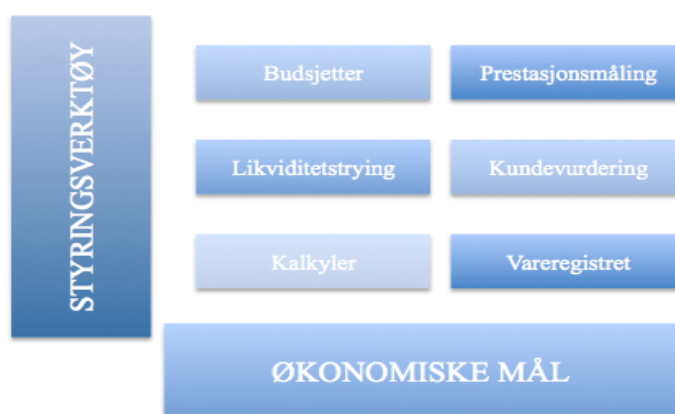 STYRINGSVERKTØY
Budsjetter
Prestasjonsmåling
Likviditetstrying
Kundevurdering
Kalkyler
Vareregistret
ØKONOMISKE MÅL